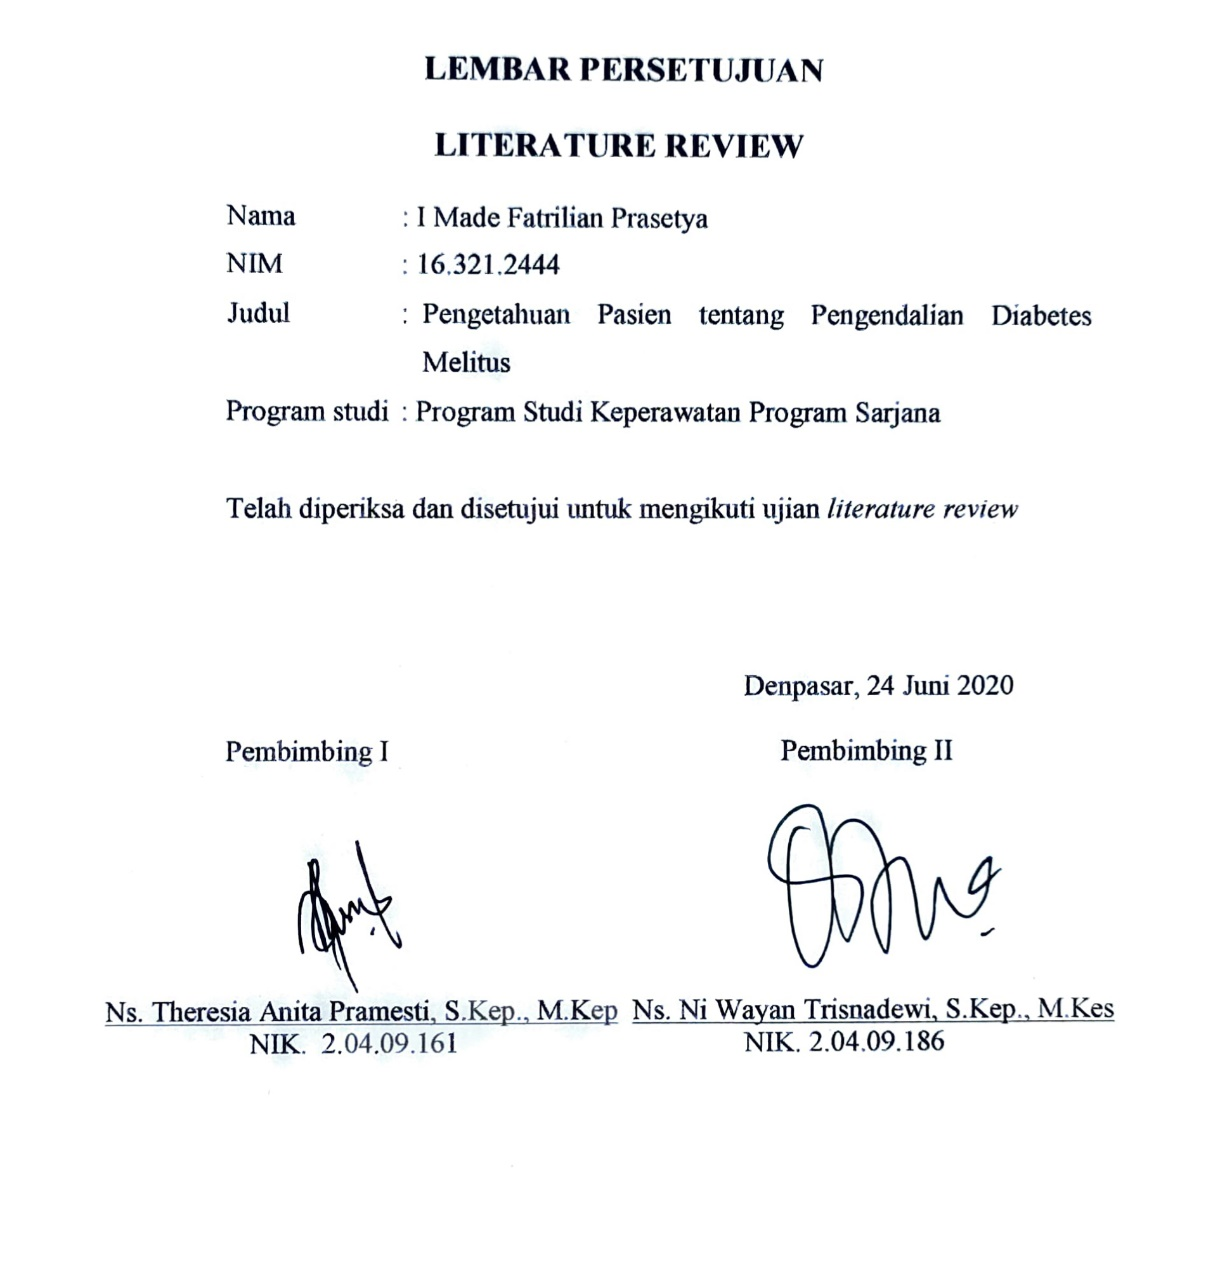 LEMBAR PERSETUJUAN
LITERATURE REVIEW
Nama : I Made Fatrilian Prasetya
NIM : 16.321.2444
Judul : Pengetahuan Pasien tentang Pengendalian Diabetes
Melitus
Program studi : Program Studi Keperawatan Program Sarjana
Telah diperiksa dan disetujui untuk mengikuti ujian literature review
Denpasar, 24 Juni 2020
Pembimbing I Pembimbing II
Ns. Theresia Anita Pramesti, S.Kep., M.Kep Ns. Ni Wayan Trisnadewi, S.Kep., M.Kes
NIK. 2.04.09.161 NIK. 2.04.09.186